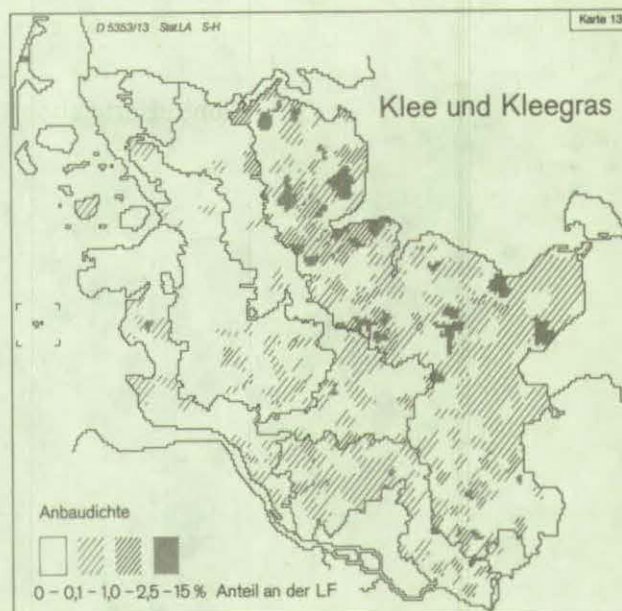 D 5353/13 Stat.LA S-H
Karte 13
Klee und Kleegras
Anbaudichte
0 – 0,1 – 1,0 – 2,5 – 15 % Anteil an der LF